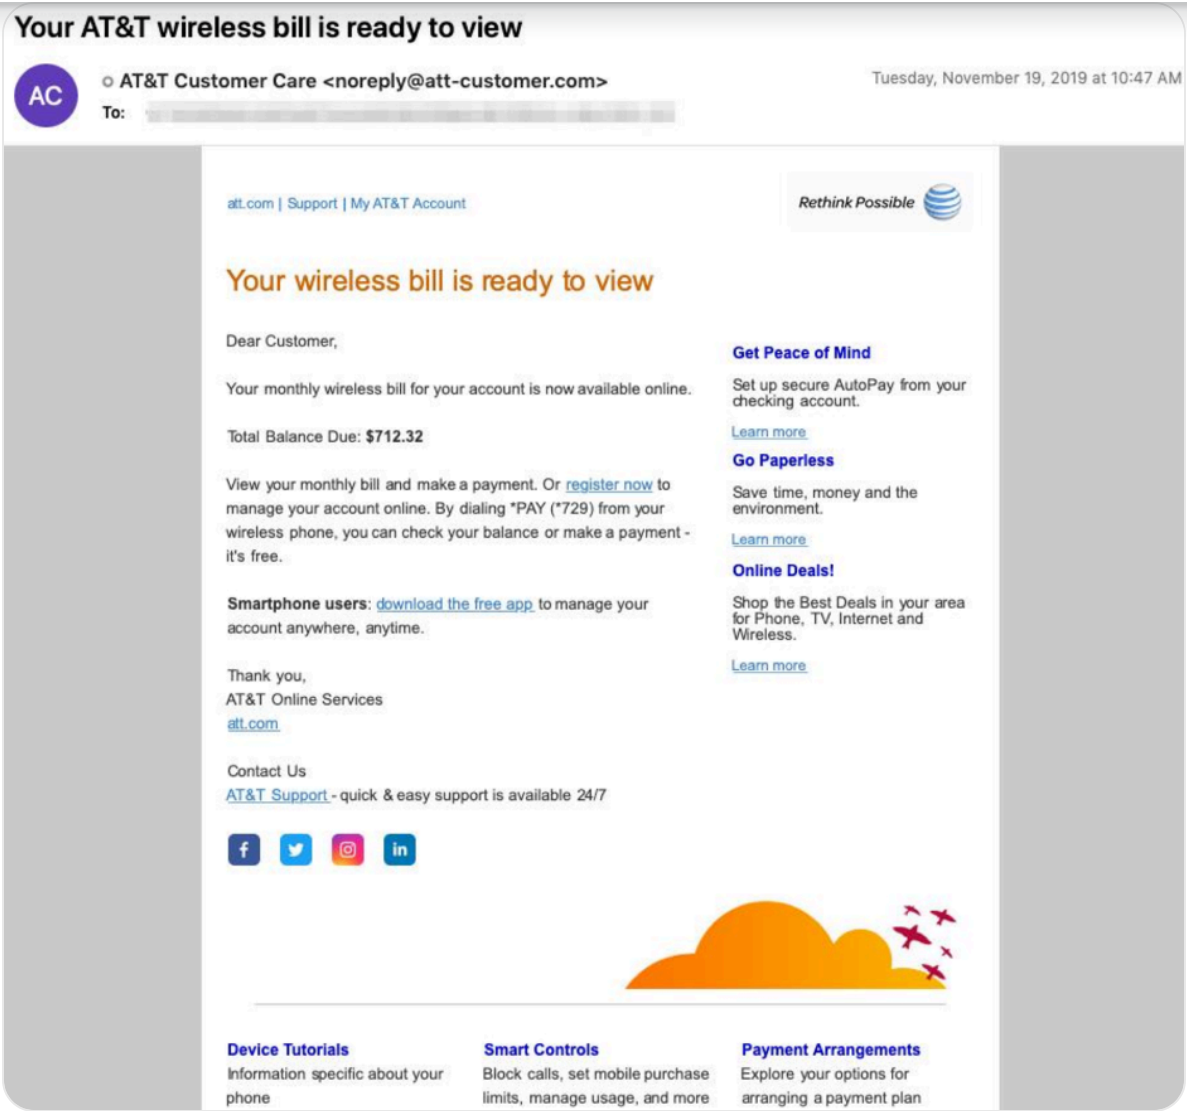 Your AT&T wireless bill is ready to view
AC
AT&T Customer Care <noreply@att-customer.com>
Tuesday, November 19, 2019 at 10:47 AM
To:
att.com | Support | My AT&T Account
Rethink Possible
Your wireless bill is ready to view
Dear Customer,
Your monthly wireless bill for your account is now available online.
Total Balance Due: $712.32
View your monthly bill and make a payment. Or register now to
manage your account online. By dialing *PAY (*729) from your
wireless phone, you can check your balance or make a payment -
it's free.
Smartphone users: download the free app to manage your
account anywhere, anytime.
Thank you,
AT&T Online Services
att.com
Contact Us
AT&T Support - quick & easy support is available 24/7
f
in
Get Peace of Mind
Set up secure AutoPay from your
checking account.
Learn more
Go Paperless
Save time, money and the
environment.
Learn more
Online Deals!
Shop the Best Deals in your area
for Phone, TV, Internet and
Wireless.
Learn more
Device Tutorials
Information specific about your
phone
Smart Controls
Block calls, set mobile purchase
limits, manage usage, and more
Payment Arrangements
Explore your options for
arranging a payment plan